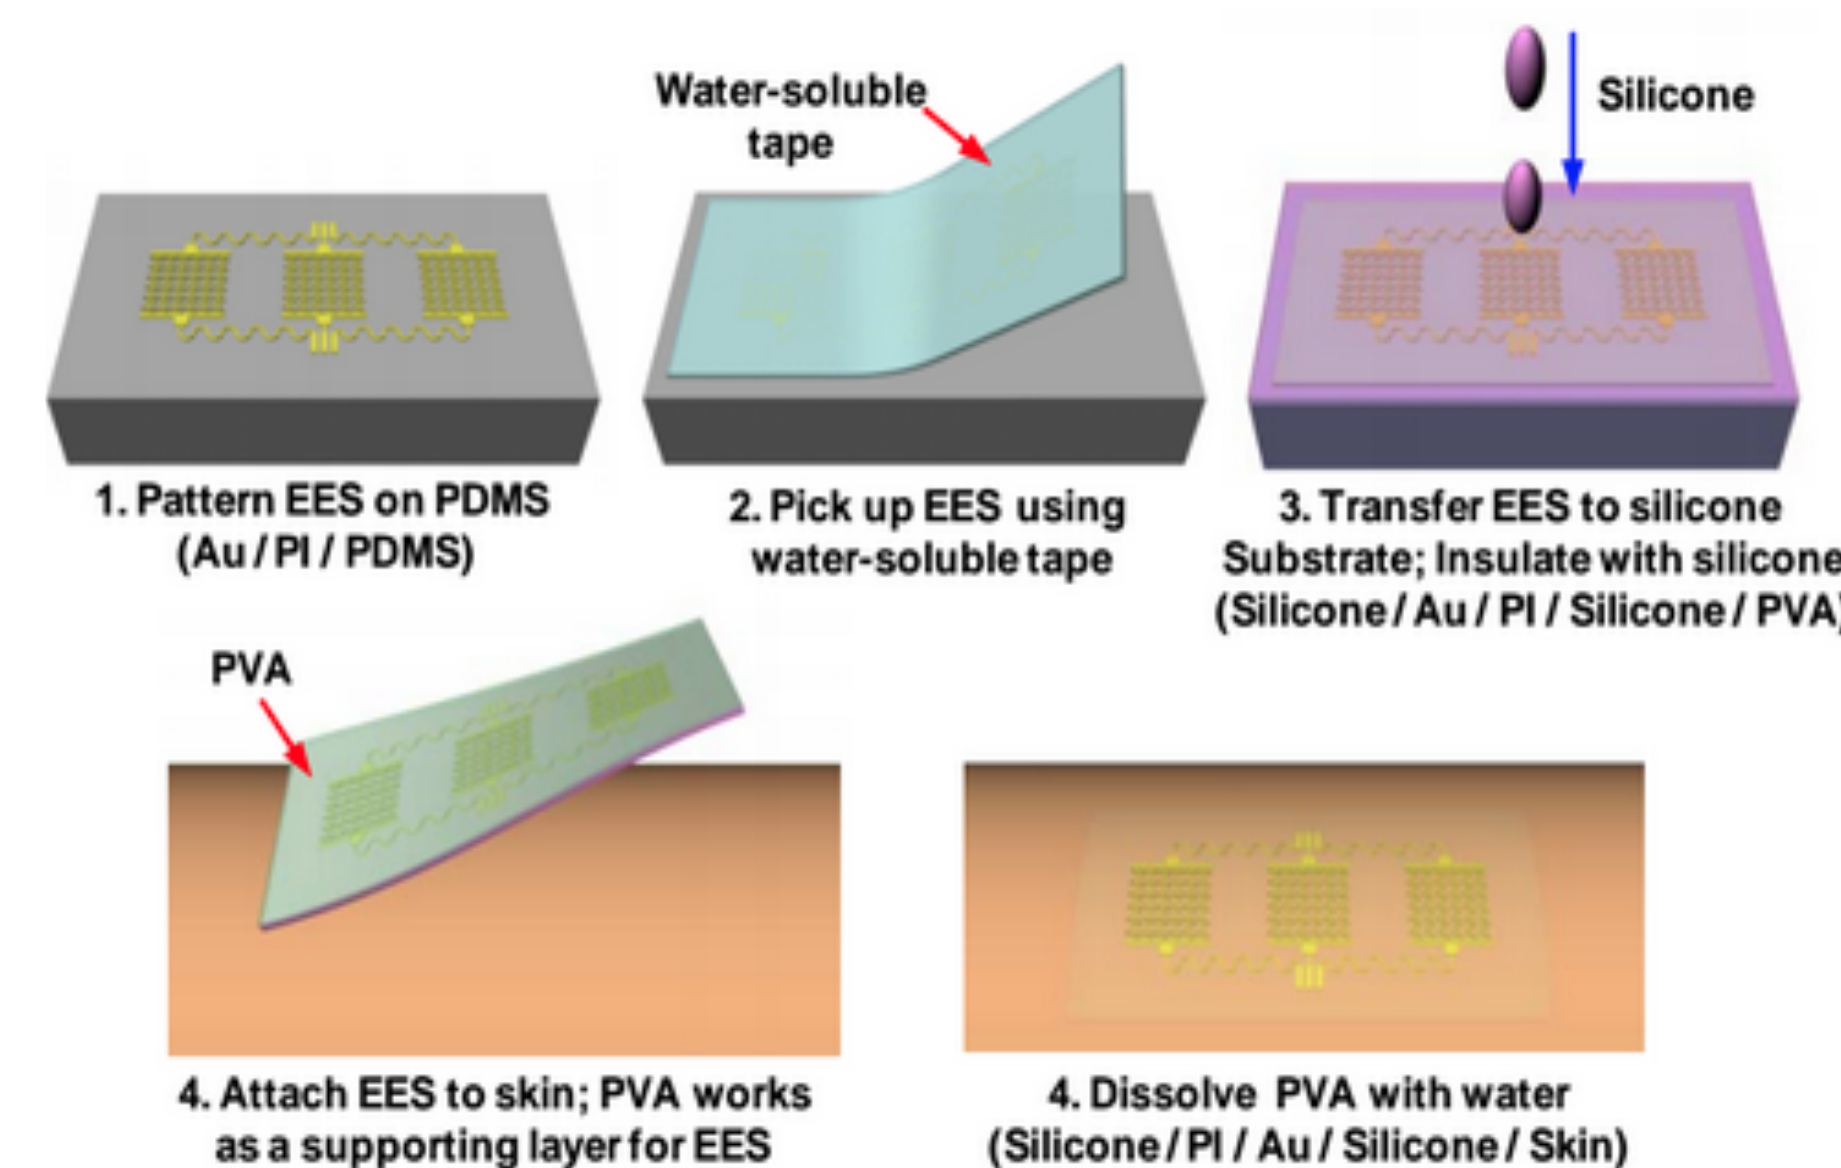 Water-soluble
tape
Silicone
1. Pattern EES on PDMS
(Au / PI / PDMS)
2. Pick up EES using
water-soluble tape
3. Transfer EES to silicone
Substrate; Insulate with silicone
(Silicone / Au / PI / Silicone / PVA)
PVA
4. Attach EES to skin; PVA works
as a supporting layer for EES
4. Dissolve PVA with water
(Silicone / PI / Au / Silicone / Skin)